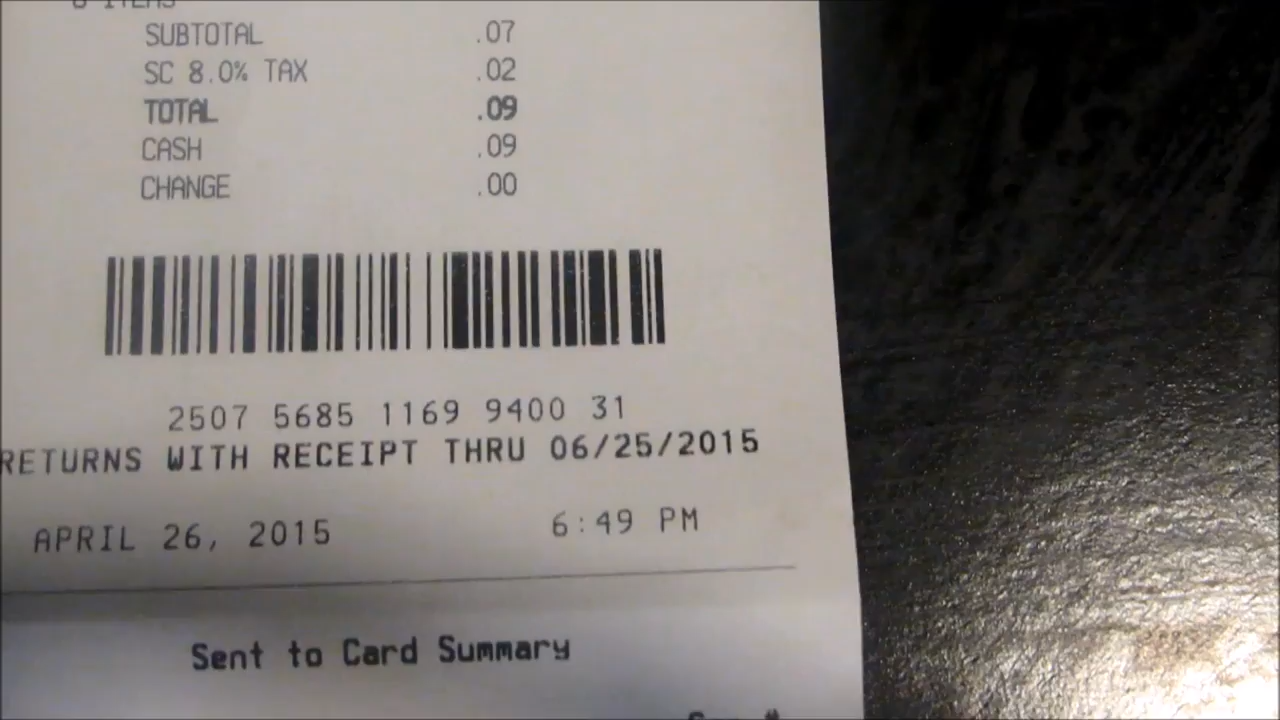 ITEMS
SUBTOTAL .07
SC 8.0% TAX .02
TOTAL .09
CASH .09
CHANGE .00
2507 5685 1169 9400 31
RETURNS WITH RECEIPT THRU 06/25/2015
APRIL 26, 2015 6:49 PM
Sent to Card Summary